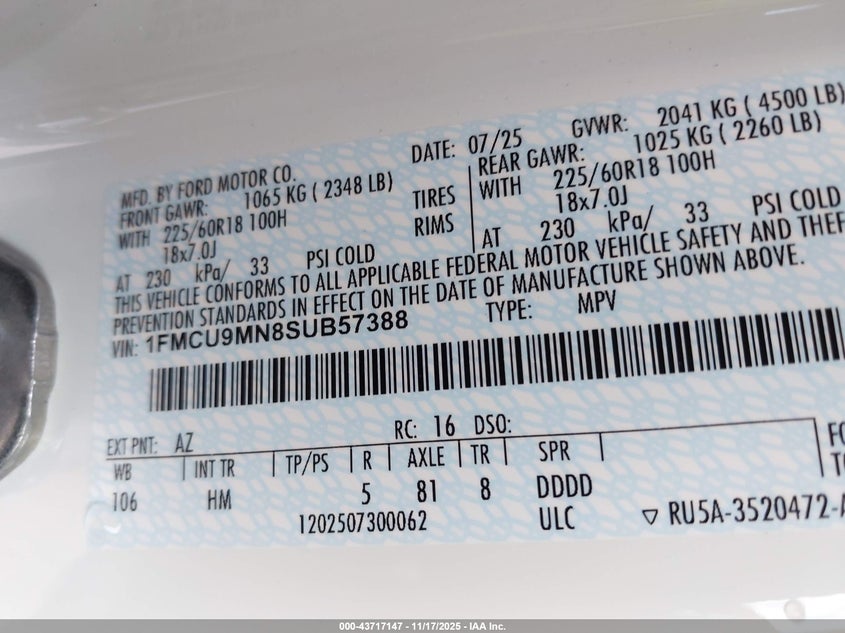 MFD. BY FORD MOTOR CO.
DATE: 07/25
GVWR: 2041 KG ( 4500 LB)
FRONT GAWR: 1065 KG ( 2348 LB)
REAR GAWR: 1025 KG ( 2260 LB)
WITH 225/60R18 100H
TIRES
WITH 225/60R18 100H
18x7.0J
RIMS
18x7.0J
AT 230 kPa/ 33 PSI COLD
AT 230 kPa/ 33 PSI COLD
THIS VEHICLE CONFORMS TO ALL APPLICABLE FEDERAL MOTOR VEHICLE SAFETY AND THEF
PREVENTION STANDARDS IN EFFECT ON THE DATE OF MANUFACTURE SHOWN ABOVE.
VIN: 1FMCU9MN8SUB57388
TYPE: MPV
EXT PNT: AZ
RC: 16 DSO:
WB INT TR TP/PS R AXLE TR SPR
106 HM 5 81 8 DDDD
1202507300062 ULC
FO
TO
RU5A-3520472-A
000-43717147 — 11/17/2025 — IAA Inc.